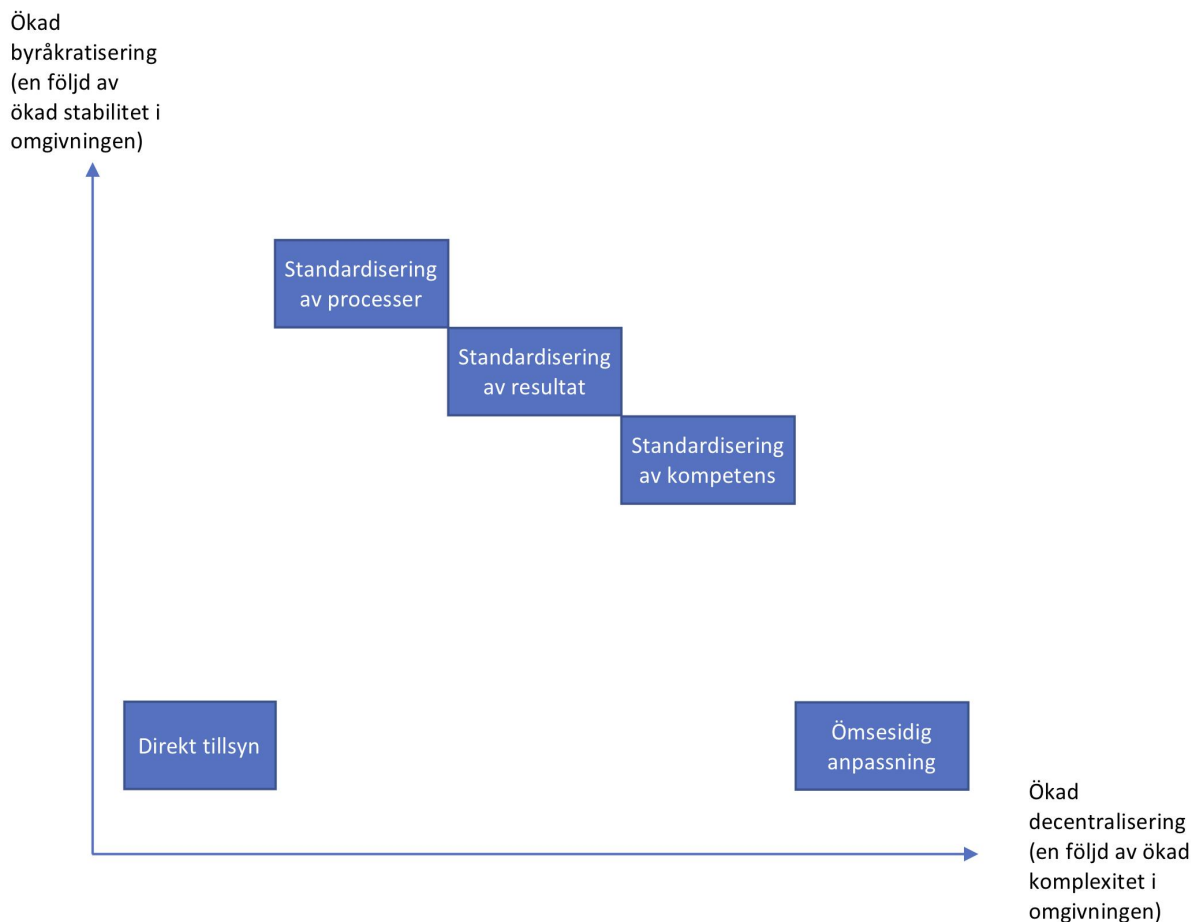 Ökad
byråkratisering
(en följd av
ökad stabilitet i
omgivningen)
Standardisering
av processer
Standardisering
av resultat
Standardisering
av kompetens
Direkt tillsyn
Ömsesidig
anpassning
Ökad
decentralisering
(en följd av ökad
komplexitet i
omgivningen)